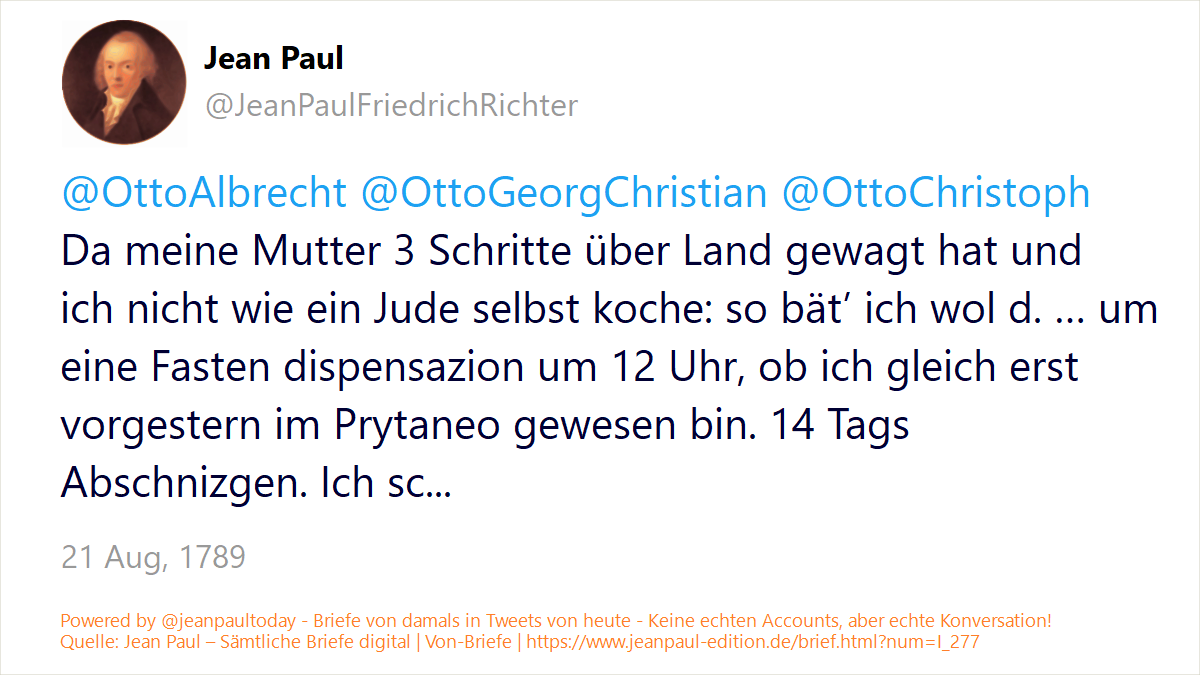 Jean Paul
@JeanPaulFriedrichRichter
@OttoAlbrecht @OttoGeorgChristian @OttoChristoph
Da meine Mutter 3 Schritte über Land gewagt hat und
ich nicht wie ein Jude selbst koche: so bät’ ich wol d. … um
eine Fasten dispensazion um 12 Uhr, ob ich gleich erst
vorgestern im Prytaneo gewesen bin. 14 Tags
Abschnizgen. Ich sc...
21 Aug, 1789
Powered by @jeanpaultoday - Briefe von damals in Tweets von heute - Keine echten Accounts, aber echte Konversation!
Quelle: Jean Paul – Sämtliche Briefe digital | Von-Briefe | https://www.jeanpaul-edition.de/brief.html?num=I_277